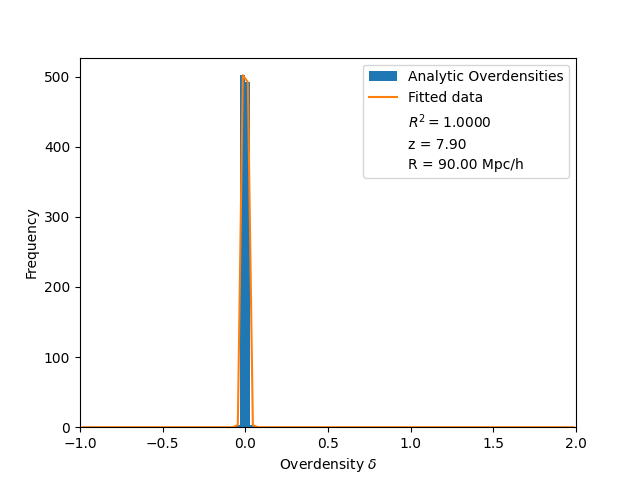 500
400
300
200
100
0
Frequency
−1.0 −0.5 0.0 0.5 1.0 1.5 2.0
Overdensity δ
Analytic Overdensities
Fitted data
R² = 1.0000
z = 7.90
R = 90.00 Mpc/h